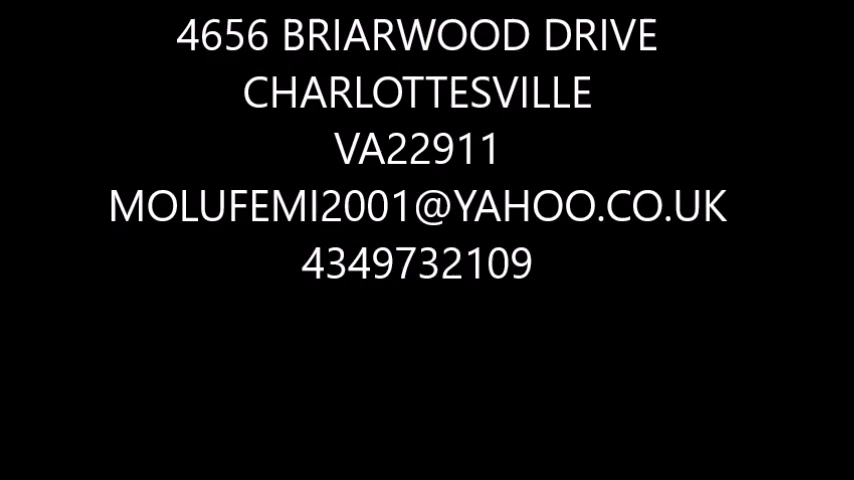 4656 BRIARWOOD DRIVE
CHARLOTTESVILLE
VA22911
MOLUFEMI2001@YAHOO.CO.UK
4349732109